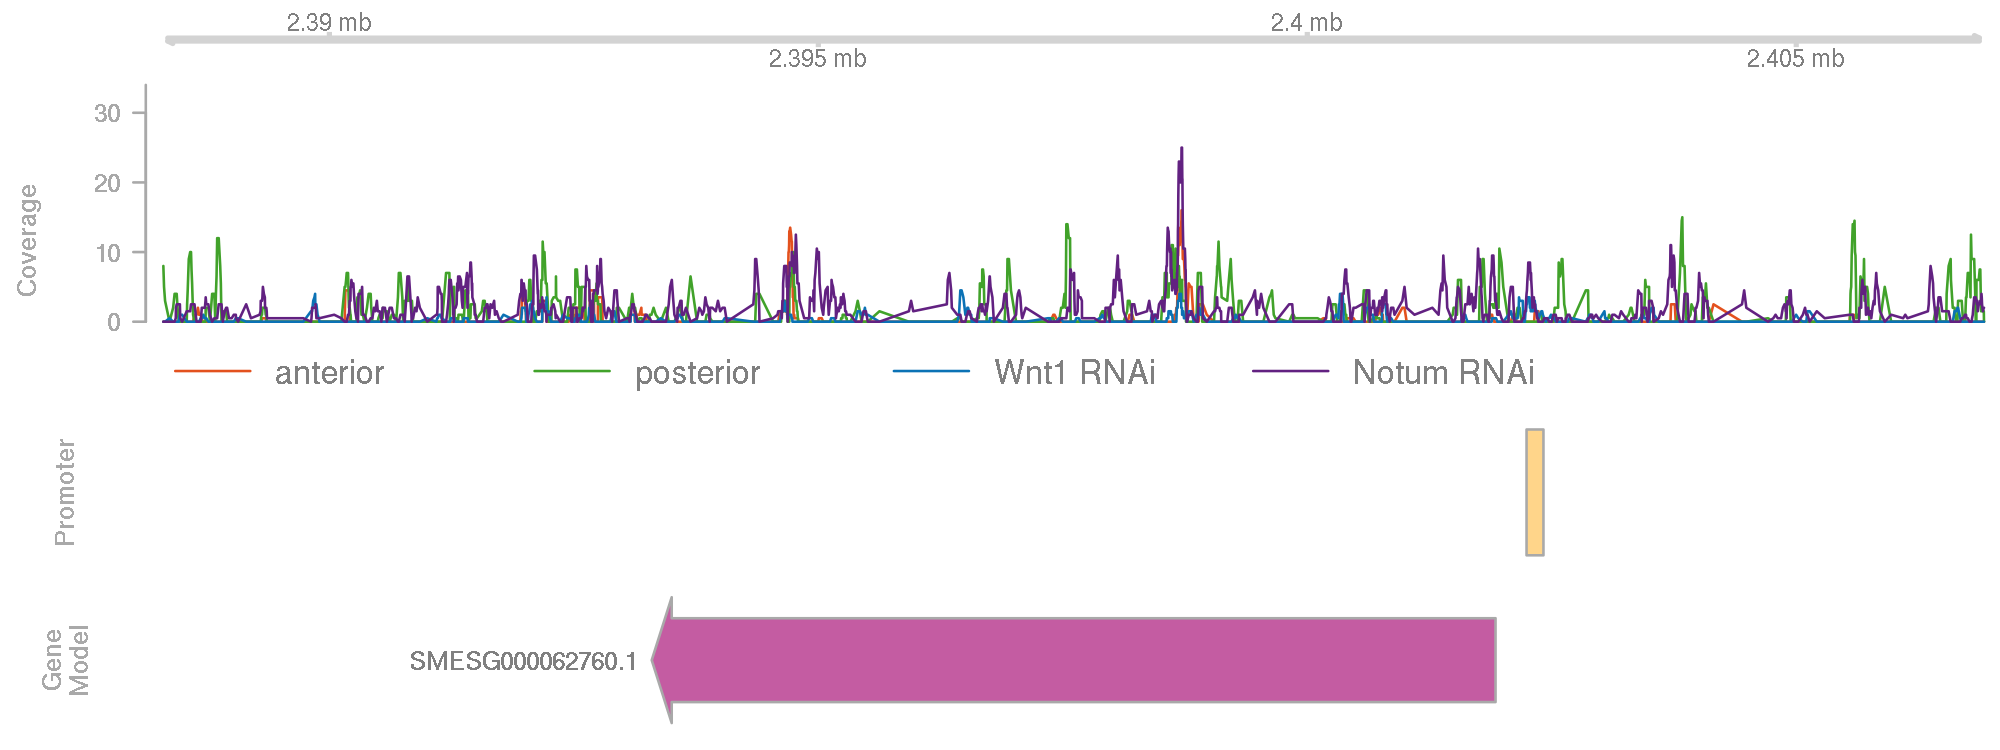 2.39 mb
2.4 mb
2.395 mb
2.405 mb
Coverage
30
20
10
0
anterior
posterior
Wnt1 RNAi
Notum RNAi
Promoter
Gene
Model
SMESG000062760.1